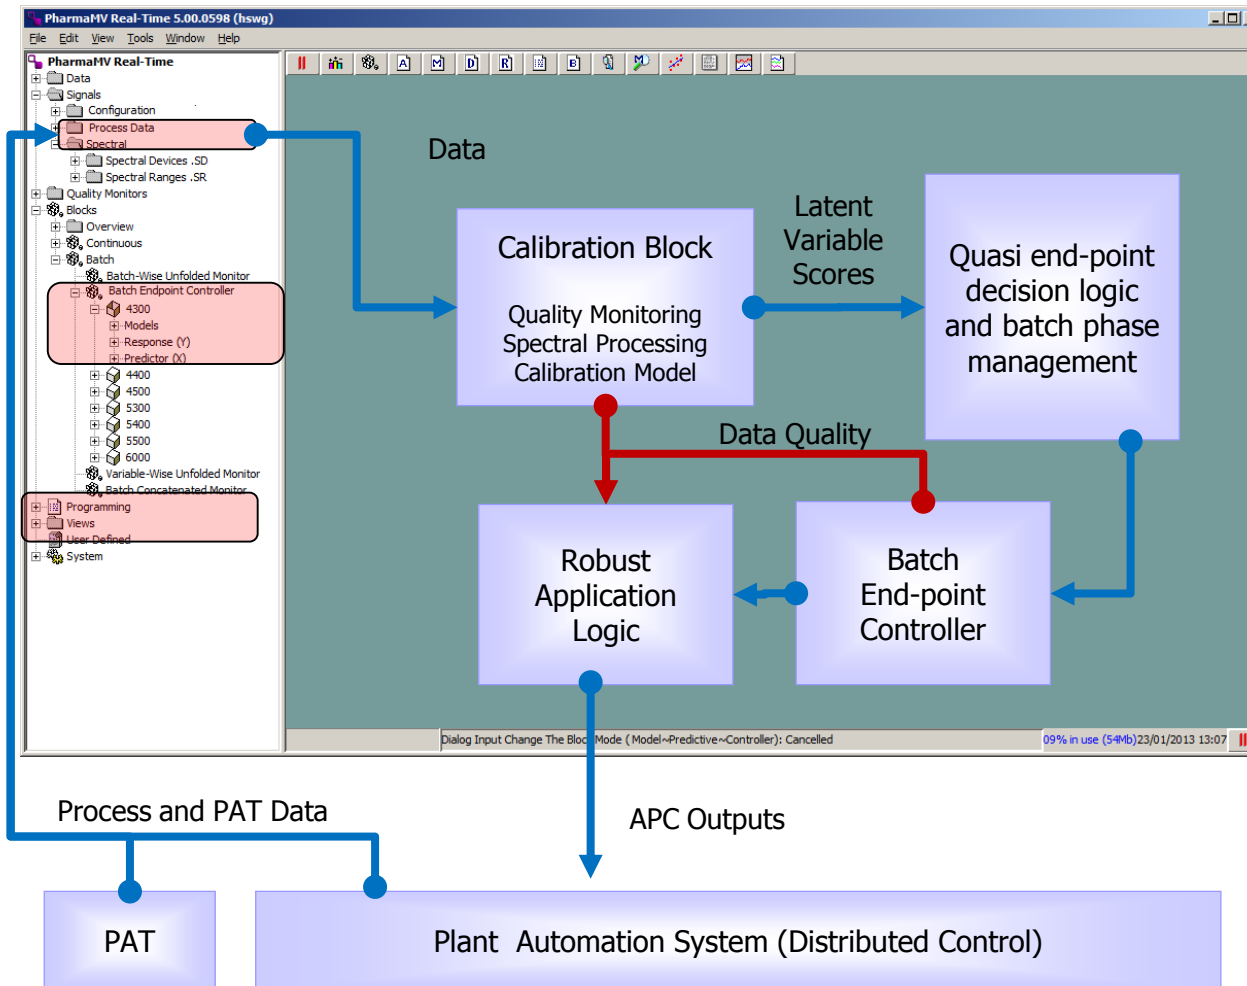 PharmaMV Real-Time 5.00.0598 (hswg)
File Edit View Tools Window Help
PharmaMV Real-Time
Data
Signals
Configuration
Process Data
Spectral
Spectral Devices .SD
Spectral Ranges .SR
Quality Monitors
Blocks
Overview
Continuous
Batch
Batch-Wise Unfolded Monitor
Batch Endpoint Controller
4300
Models
Response (Y)
Predictor (X)
4400
4500
5300
5400
5500
6000
Variable-Wise Unfolded Monitor
Batch Concatenated Monitor
Programming
Views
User Defined
System
A M D R B M
Data
Calibration Block
Quality Monitoring
Spectral Processing
Calibration Model
Latent
Variable
Scores
Quasi end-point
decision logic
and batch phase
management
Data Quality
Robust
Application
Logic
Batch
End-point
Controller
Dialog Input Change The Block Mode (Model~Predictive~Controller): Cancelled
09% in use (54Mb) 23/01/2013 13:07
Process and PAT Data
APC Outputs
PAT
Plant Automation System (Distributed Control)